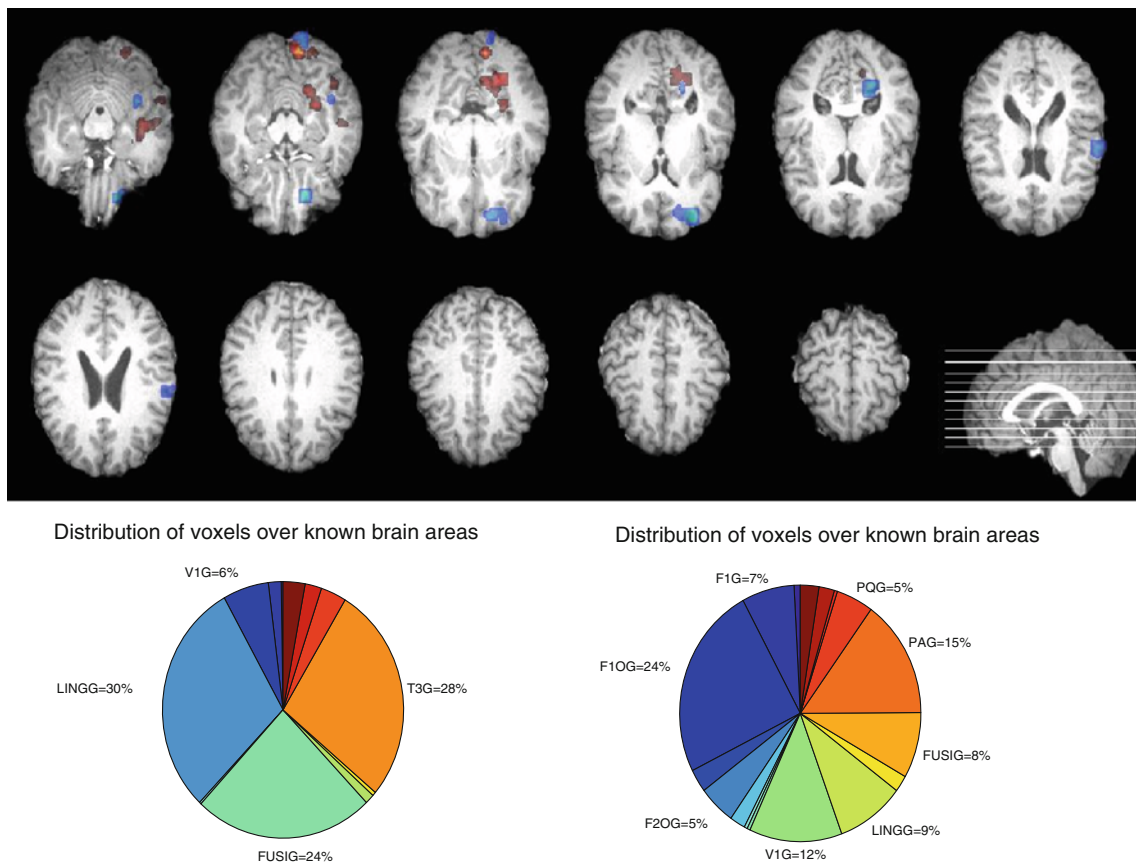 Distribution of voxels over known brain areas
V1G=6%
LINGG=30%
T3G=28%
FUSIG=24%
Distribution of voxels over known brain areas
F1G=7%
PQG=5%
PAG=15%
F1OG=24%
FUSIG=8%
F2OG=5%
LINGG=9%
V1G=12%